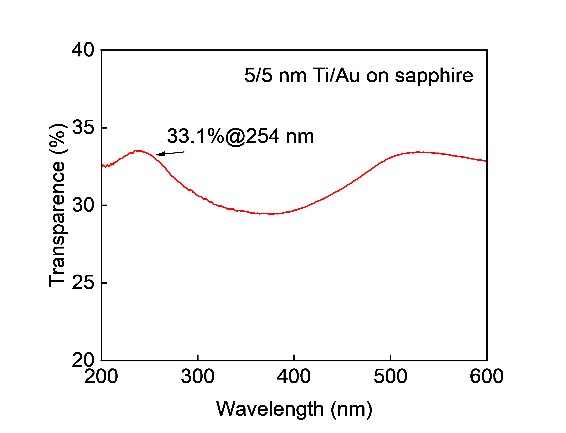 40
5/5 nm Ti/Au on sapphire
35
33.1%@254 nm
30
25
20
Transparence (%)
200 300 400 500 600
Wavelength (nm)